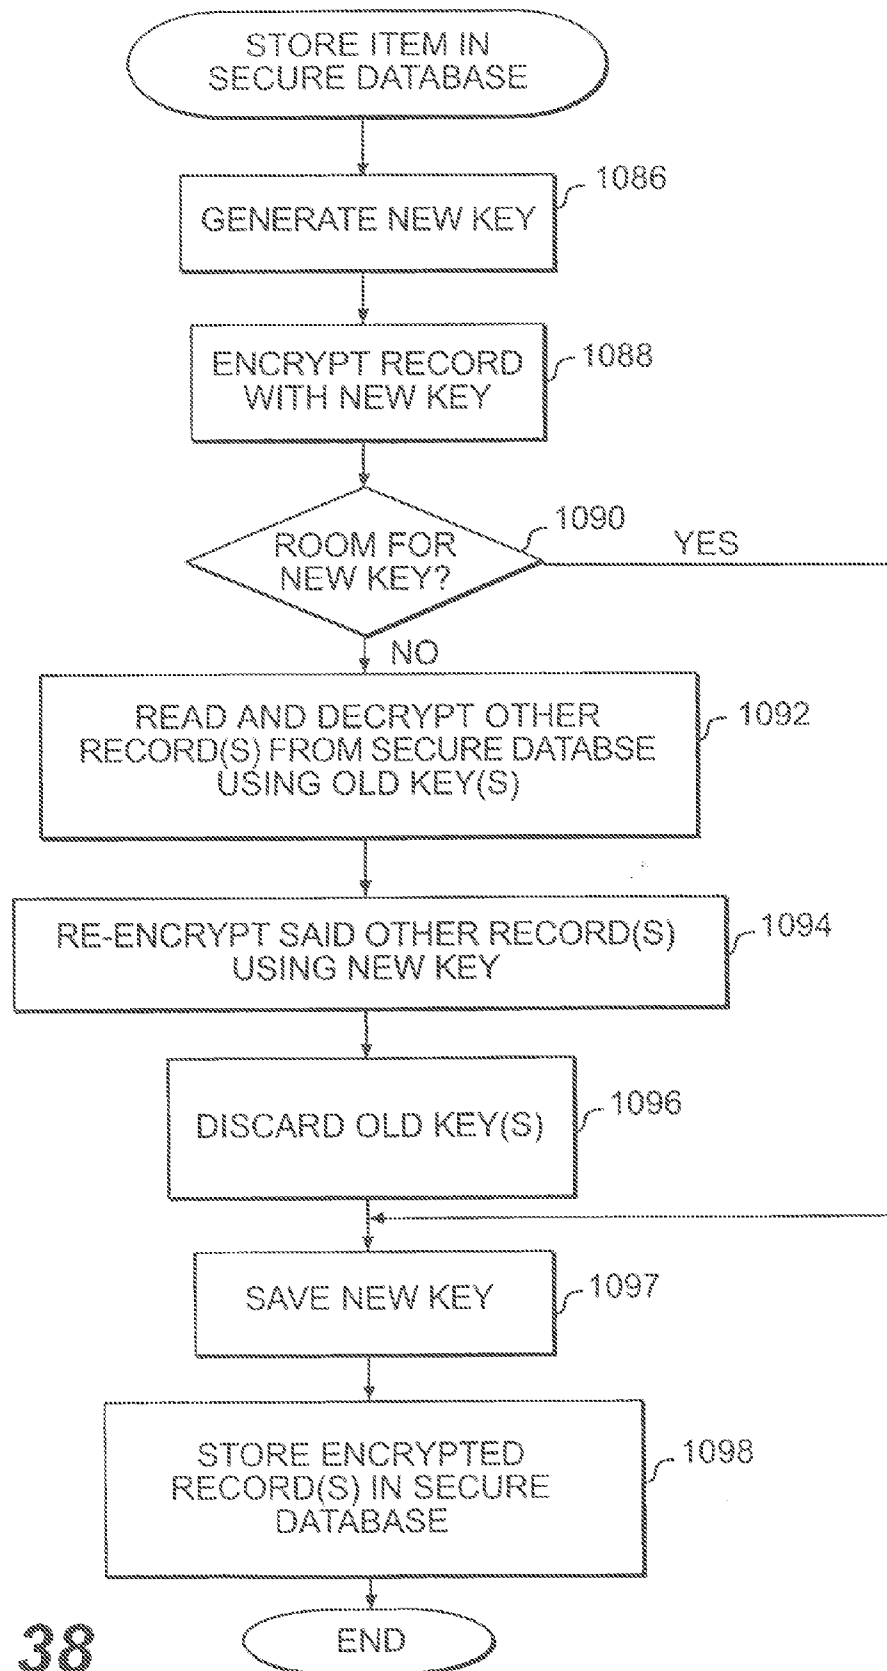 STORE ITEM IN
SECURE DATABASE
1086
GENERATE NEW KEY
1088
ENCRYPT RECORD
WITH NEW KEY
1090
ROOM FOR
NEW KEY?
YES
NO
1092
READ AND DECRYPT OTHER
RECORD(S) FROM SECURE DATABSE
USING OLD KEY(S)
1094
RE-ENCRYPT SAID OTHER RECORD(S)
USING NEW KEY
1096
DISCARD OLD KEY(S)
1097
SAVE NEW KEY
1098
STORE ENCRYPTED
RECORD(S) IN SECURE
DATABASE
END
38